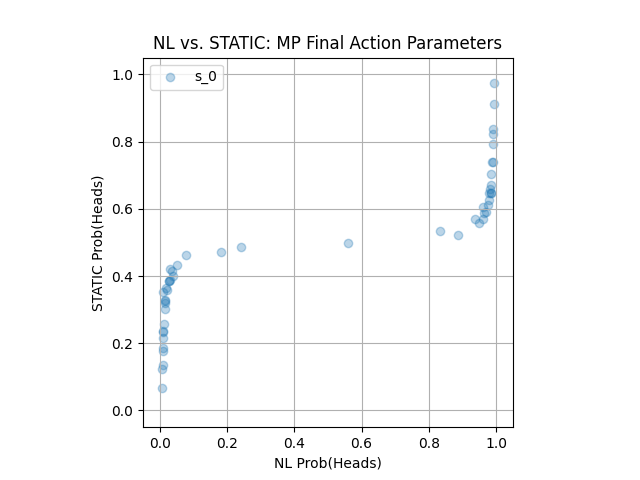 NL vs. STATIC: MP Final Action Parameters
s_0
1.0
0.8
0.6
0.4
0.2
0.0
STATIC Prob(Heads)
0.0 0.2 0.4 0.6 0.8 1.0
NL Prob(Heads)